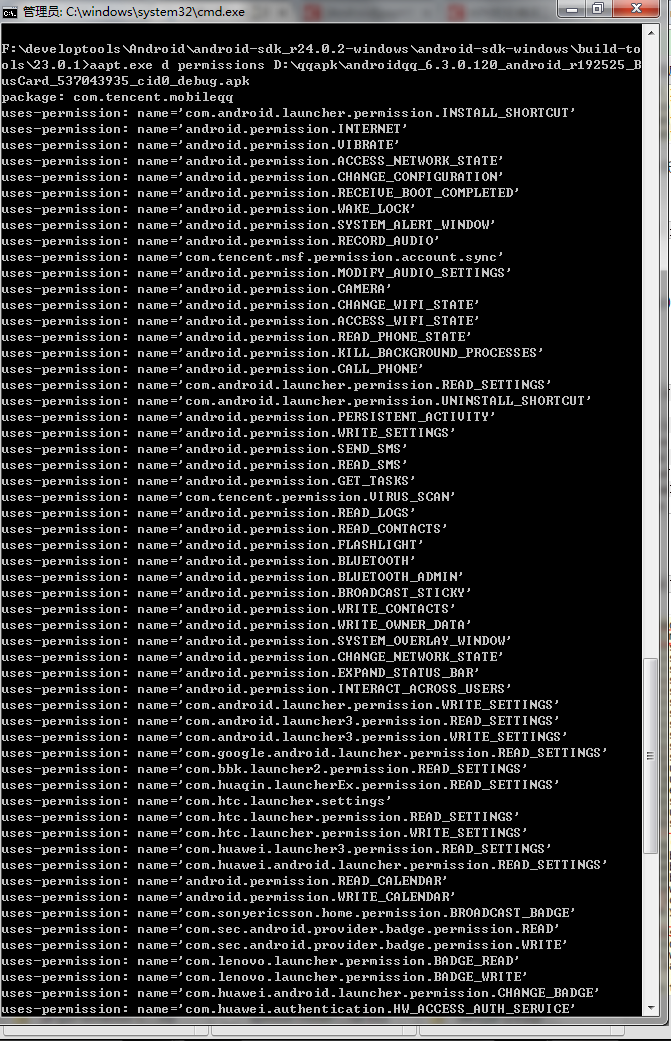 管理员: C:\windows\system32\cmd.exe
F:\developtools\Android\android-sdk_r24.0.2-windows\android-sdk-windows\build-to
ols\23.0.1>aapt.exe d permissions D:\qqapk\androidqq_6.3.0.120_android_r192525_B
usCard_537043935_cid0_debug.apk
package: com.tencent.mobileqq
uses-permission: name='com.android.launcher.permission.INSTALL_SHORTCUT'
uses-permission: name='android.permission.INTERNET'
uses-permission: name='android.permission.VIBRATE'
uses-permission: name='android.permission.ACCESS_NETWORK_STATE'
uses-permission: name='android.permission.CHANGE_CONFIGURATION'
uses-permission: name='android.permission.RECEIVE_BOOT_COMPLETED'
uses-permission: name='android.permission.WAKE_LOCK'
uses-permission: name='android.permission.SYSTEM_ALERT_WINDOW'
uses-permission: name='android.permission.RECORD_AUDIO'
uses-permission: name='com.tencent.msf.permission.account.sync'
uses-permission: name='android.permission.MODIFY_AUDIO_SETTINGS'
uses-permission: name='android.permission.CAMERA'
uses-permission: name='android.permission.CHANGE_WIFI_STATE'
uses-permission: name='android.permission.ACCESS_WIFI_STATE'
uses-permission: name='android.permission.READ_PHONE_STATE'
uses-permission: name='android.permission.KILL_BACKGROUND_PROCESSES'
uses-permission: name='android.permission.CALL_PHONE'
uses-permission: name='com.android.launcher.permission.READ_SETTINGS'
uses-permission: name='com.android.launcher.permission.UNINSTALL_SHORTCUT'
uses-permission: name='android.permission.PERSISTENT_ACTIVITY'
uses-permission: name='android.permission.WRITE_SETTINGS'
uses-permission: name='android.permission.SEND_SMS'
uses-permission: name='android.permission.READ_SMS'
uses-permission: name='android.permission.GET_TASKS'
uses-permission: name='com.tencent.permission.VIRUS_SCAN'
uses-permission: name='android.permission.READ_LOGS'
uses-permission: name='android.permission.READ_CONTACTS'
uses-permission: name='android.permission.FLASHLIGHT'
uses-permission: name='android.permission.BLUETOOTH'
uses-permission: name='android.permission.BLUETOOTH_ADMIN'
uses-permission: name='android.permission.BROADCAST_STICKY'
uses-permission: name='android.permission.WRITE_CONTACTS'
uses-permission: name='android.permission.WRITE_OWNER_DATA'
uses-permission: name='android.permission.SYSTEM_OVERLAY_WINDOW'
uses-permission: name='android.permission.CHANGE_NETWORK_STATE'
uses-permission: name='android.permission.EXPAND_STATUS_BAR'
uses-permission: name='android.permission.INTERACT_ACROSS_USERS'
uses-permission: name='com.android.launcher.permission.WRITE_SETTINGS'
uses-permission: name='com.android.launcher3.permission.READ_SETTINGS'
uses-permission: name='com.android.launcher3.permission.WRITE_SETTINGS'
uses-permission: name='com.google.android.launcher.permission.READ_SETTINGS'
uses-permission: name='com.bbk.launcher2.permission.READ_SETTINGS'
uses-permission: name='com.huaqin.launcherEx.permission.READ_SETTINGS'
uses-permission: name='com.htc.launcher.settings'
uses-permission: name='com.htc.launcher.permission.READ_SETTINGS'
uses-permission: name='com.htc.launcher.permission.WRITE_SETTINGS'
uses-permission: name='com.huawei.launcher3.permission.READ_SETTINGS'
uses-permission: name='com.huawei.android.launcher.permission.READ_SETTINGS'
uses-permission: name='android.permission.READ_CALENDAR'
uses-permission: name='android.permission.WRITE_CALENDAR'
uses-permission: name='com.sonyericsson.home.permission.BROADCAST_BADGE'
uses-permission: name='com.sec.android.provider.badge.permission.READ'
uses-permission: name='com.sec.android.provider.badge.permission.WRITE'
uses-permission: name='com.lenovo.launcher.permission.BADGE_READ'
uses-permission: name='com.lenovo.launcher.permission.BADGE_WRITE'
uses-permission: name='com.huawei.android.launcher.permission.CHANGE_BADGE'
uses-permission: name='com.huawei.authentication.HW_ACCESS_AUTH_SERVICE'